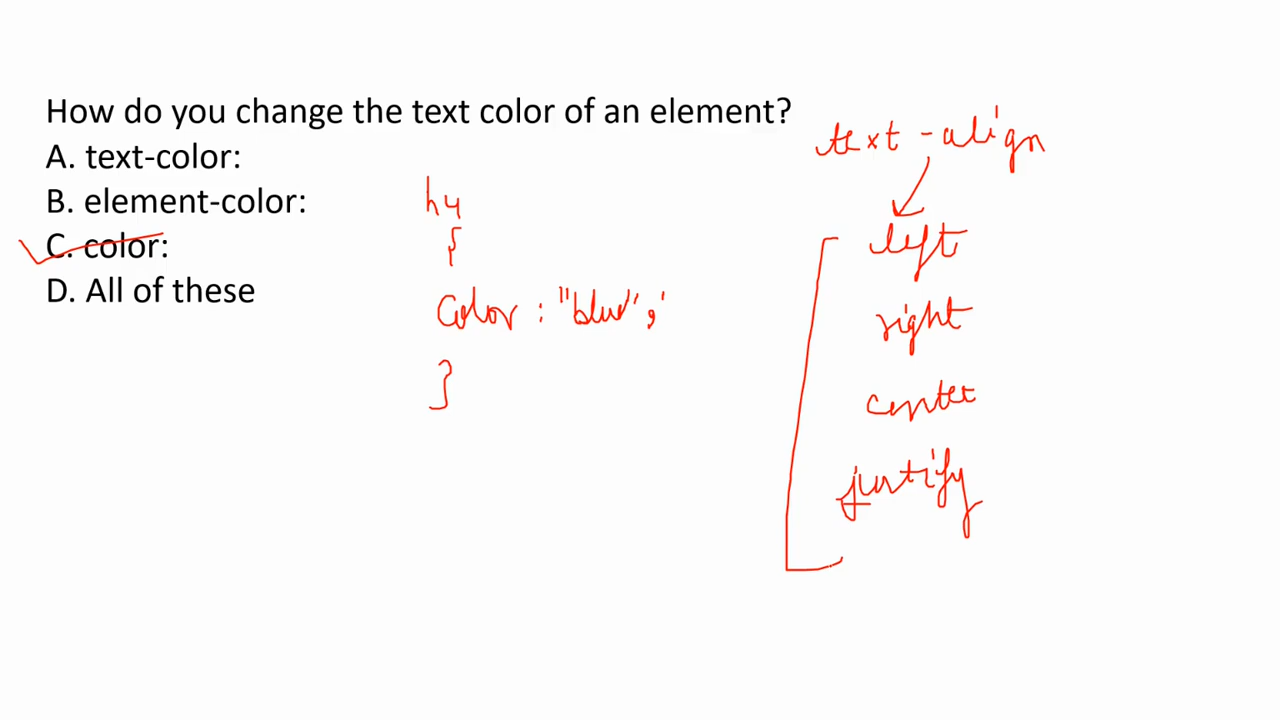 How do you change the text color of an element?
A. text-color:
B. element-color:
C. color:
D. All of these
h4
{
Color : "blue";
}
text-align
left
right
center
justify